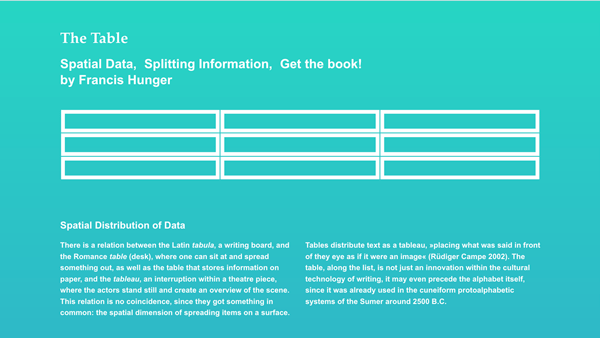 The Table
Spatial Data,  Splitting Information,  Get the book!
by Francis Hunger
Spatial Distribution of Data
There is a relation between the Latin tabula, a writing board, and
the Romance table (desk), where one can sit at and spread
something out, as well as the table that stores information on
paper, and the tableau, an interruption within a theatre piece,
where the actors stand still and create an overview of the scene.
This relation is no coincidence, since they got something in
common: the spatial dimension of spreading items on a surface.
Tables distribute text as a tableau, »placing what was said in front
of they eye as if it were an image« (Rüdiger Campe 2002). The
table, along the list, is not just an innovation within the cultural
technology of writing, it may even precede the alphabet itself,
since it was already used in the cuneiform protoalphabetic
systems of the Sumer around 2500 B.C.